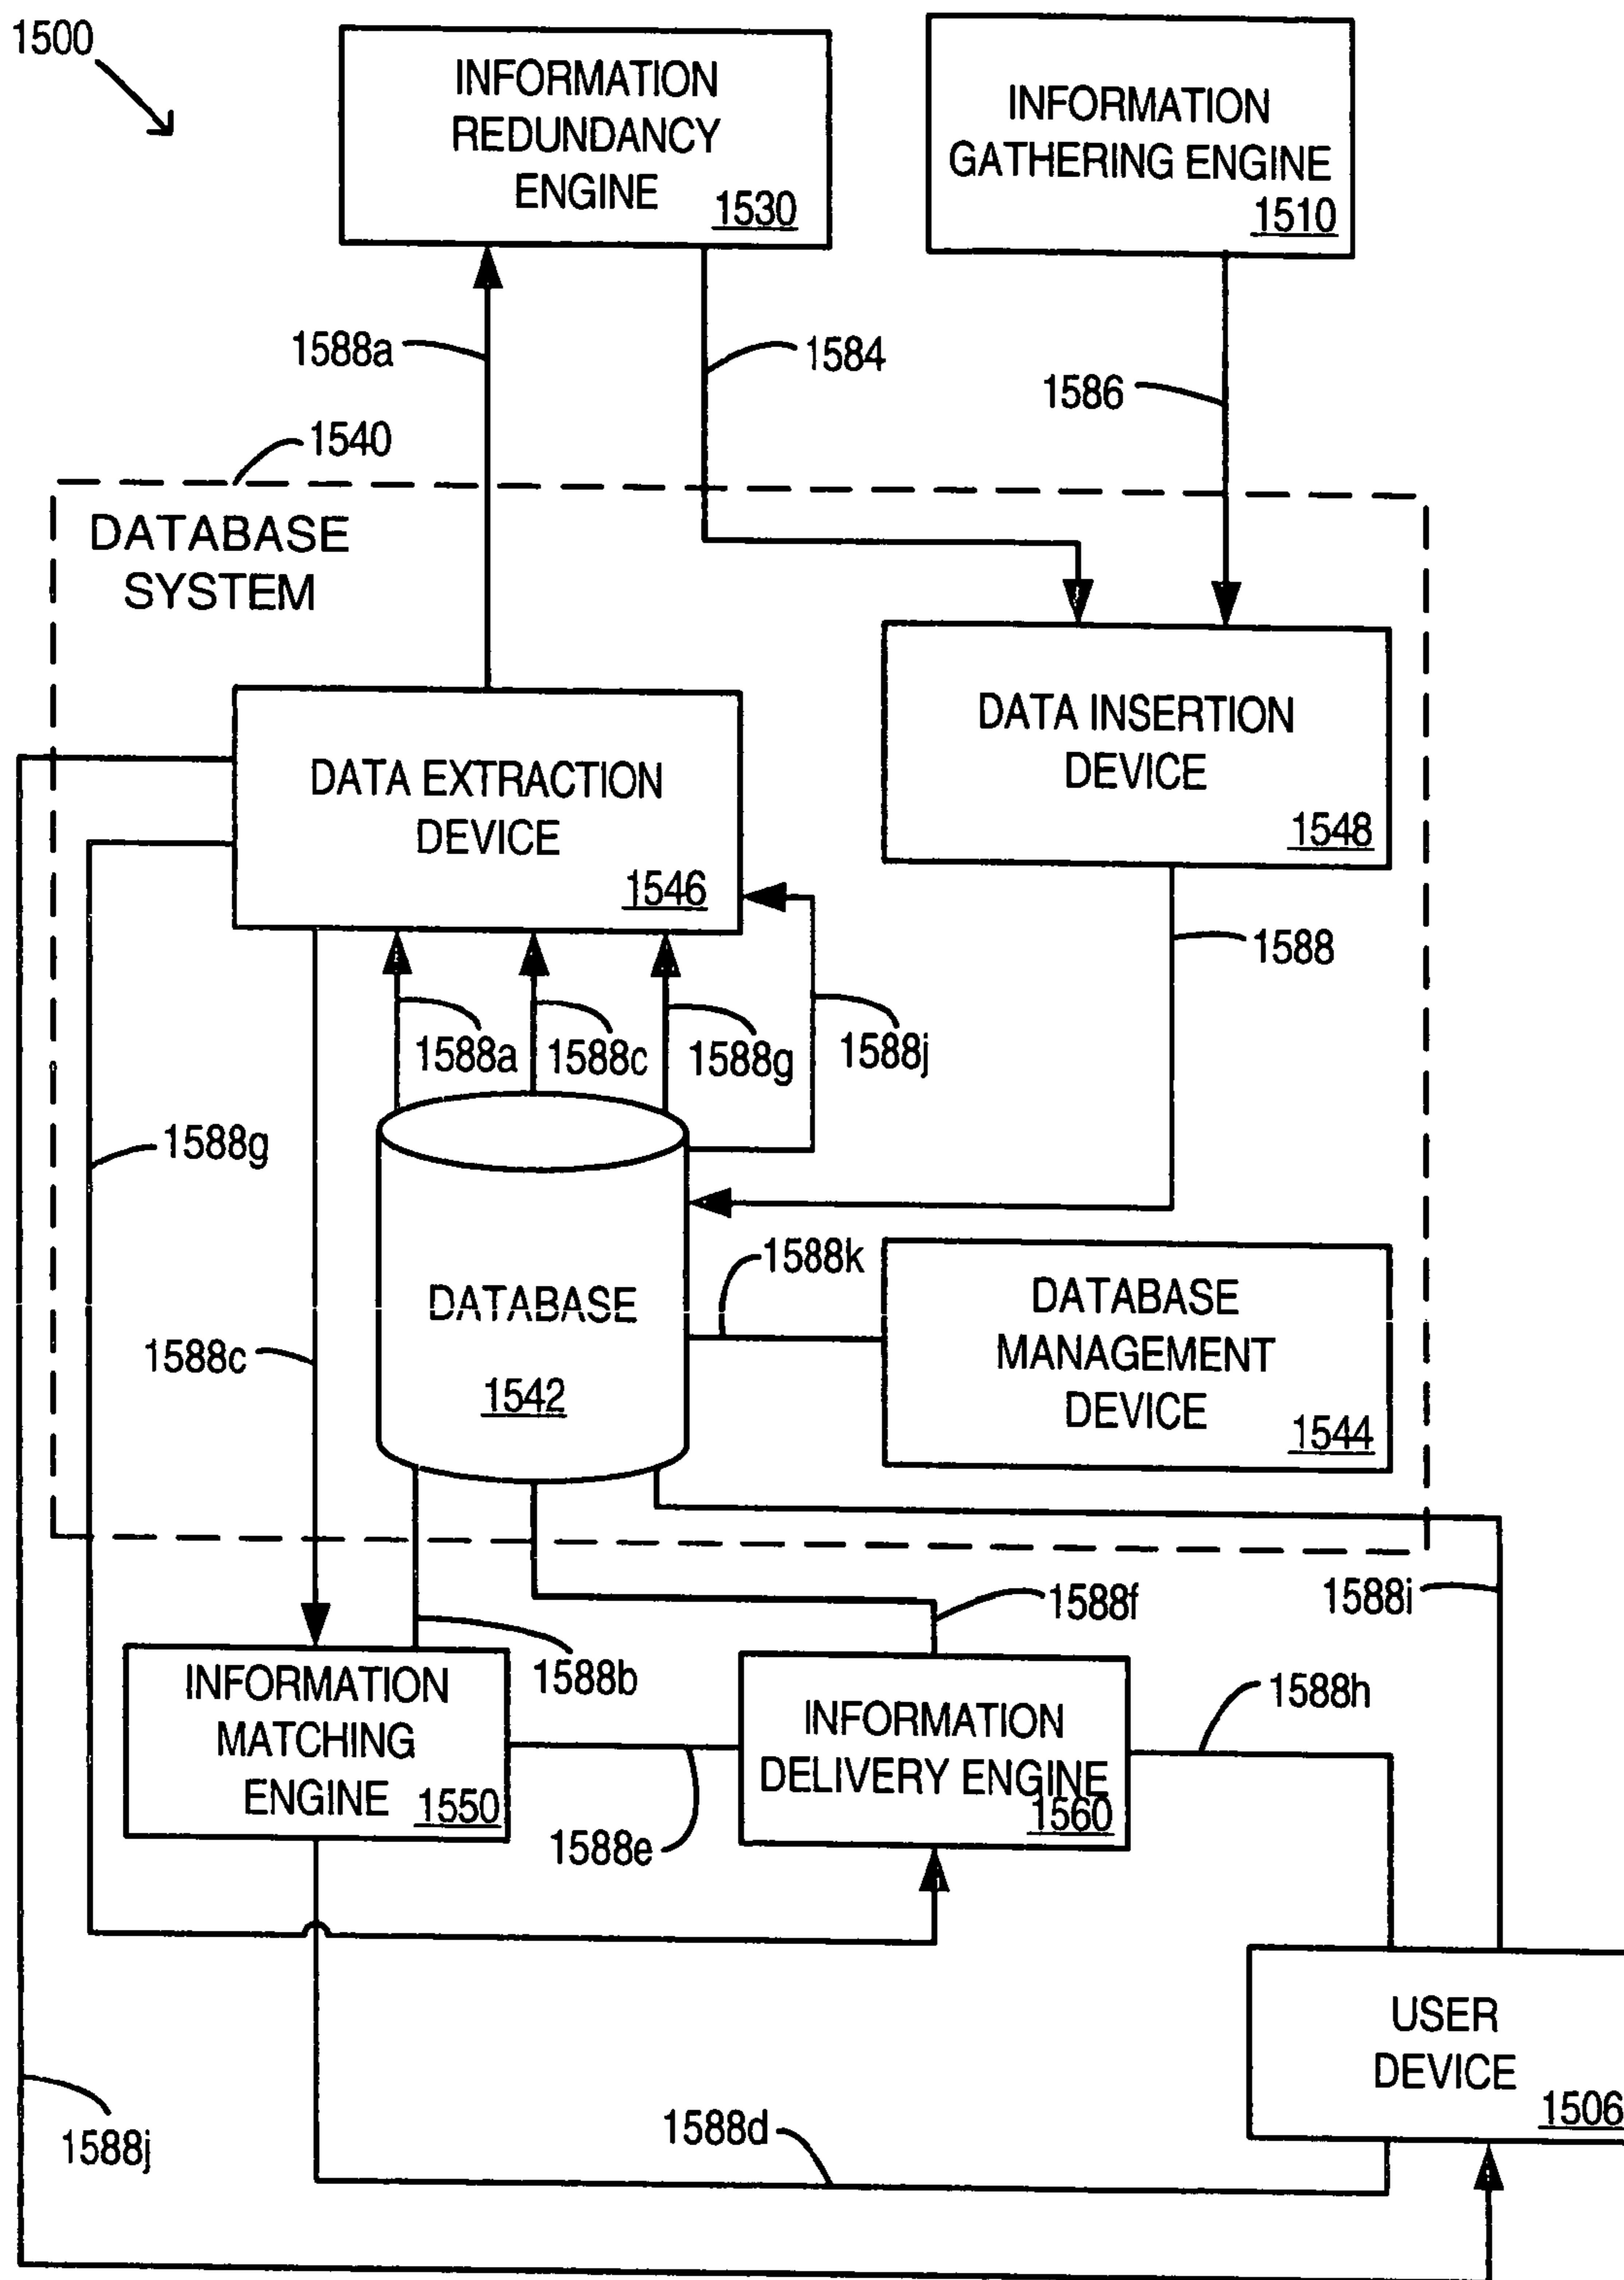 1500
INFORMATION
REDUNDANCY
ENGINE
1530
INFORMATION
GATHERING ENGINE
1510
1588a
1584
1586
1540
DATABASE
SYSTEM
DATA EXTRACTION
DEVICE
1546
DATA INSERTION
DEVICE
1548
1588
1588a
1588c
1588g
1588j
1588g
DATABASE
1542
1588k
DATABASE
MANAGEMENT
DEVICE
1544
1588c
1588f
1588i
1588b
INFORMATION
MATCHING
ENGINE
1550
1588e
INFORMATION
DELIVERY ENGINE
1560
1588h
USER
DEVICE
1506
1588j
1588d